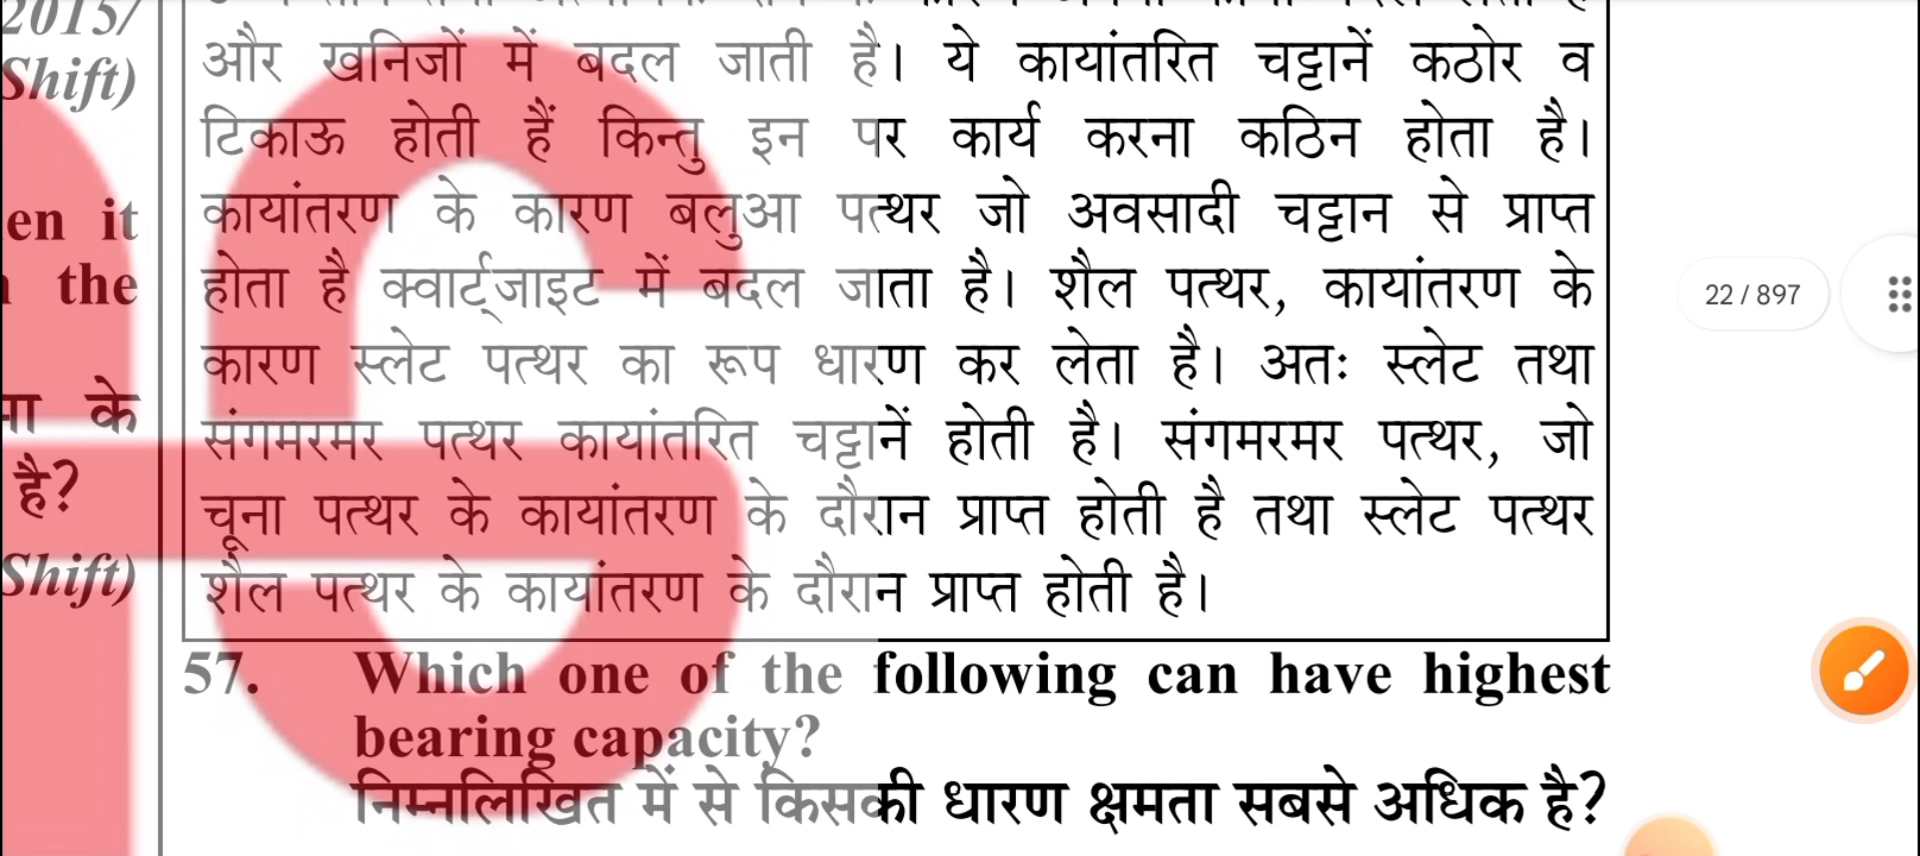 2015/
Shift)
en it
the
के
है?
Shift)
और खनिजों में बदल जाती है। ये कायांतरित चट्टानें कठोर व
टिकाऊ होती हैं किन्तु इन पर कार्य करना कठिन होता है।
कायांतरण के कारण बलुआ पत्थर जो अवसादी चट्टान से प्राप्त
होता है क्वार्ट्जाइट में बदल जाता है। शैल पत्थर, कायांतरण के
कारण स्लेट पत्थर का रूप धारण कर लेता है। अतः स्लेट तथा
संगमरमर पत्थर कायांतरित चट्टानें होती है। संगमरमर पत्थर, जो
चूना पत्थर के कायांतरण के दौरान प्राप्त होती है तथा स्लेट पत्थर
शैल पत्थर के कायांतरण के दौरान प्राप्त होती है।
57. Which one of the following can have highest
bearing capacity?
निम्नलिखित में से किसकी धारण क्षमता सबसे अधिक है?
22 / 897